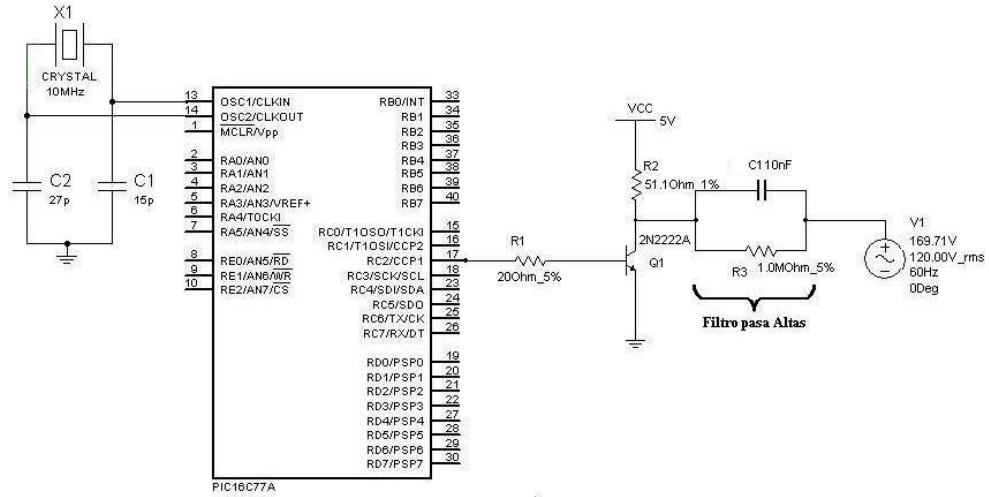 X1
CRYSTAL
10MHz
C2
27p
C1
15p
13 OSC1/CLKIN
14 OSC2/CLKOUT
1 MCLR/Vpp
2 RA0/AN0
3 RA1/AN1
4 RA2/AN2
5 RA3/AN3/VREF+
6 RA4/T0CKI
7 RA5/AN4/SS
8 RE0/AN5/RD
9 RE1/AN6/WR
10 RE2/AN7/CS
RB0/INT 33
RB1 34
RB2 35
RB3 36
RB4 37
RB5 38
RB6 39
RB7 40
RC0/T1OSO/T1CKI 15
RC1/T1OSI/CCP2 16
RC2/CCP1 17
RC3/SCK/SCL 18
RC4/SDI/SDA 23
RC5/SDO 24
RC6/TX/CK 25
RC7/RX/DT 26
RD0/PSP0 19
RD1/PSP1 20
RD2/PSP2 21
RD3/PSP3 22
RD4/PSP4 27
RD5/PSP5 28
RD6/PSP6 29
RD7/PSP7 30
PIC16C77A
R1
20Ohm_5%
VCC
5V
R2
51.1Ohm_1%
2N2222A
Q1
C110nF
R3 1.0MOhm_5%
Filtro pasa Altas
V1
169.71V
120.00V_rms
60Hz
0Deg